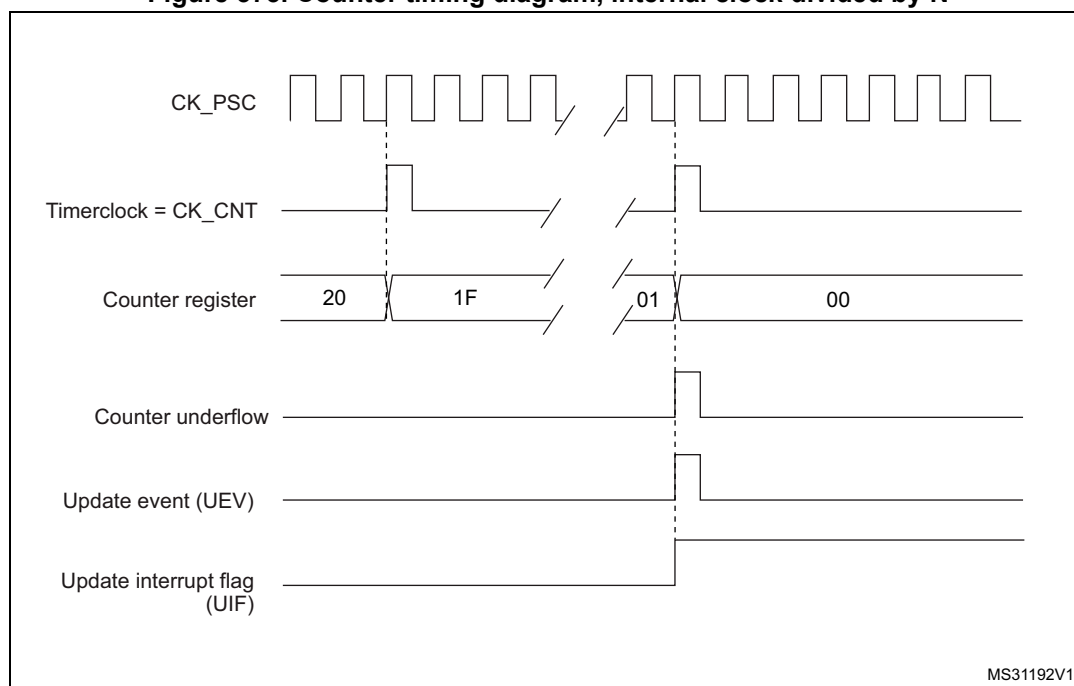 Figure Counter timing diagram, internal clock divided by N
CK_PSC
Timerclock = CK_CNT
Counter register
20
1F
01
00
Counter underflow
Update event (UEV)
Update interrupt flag
(UIF)
MS31192V1